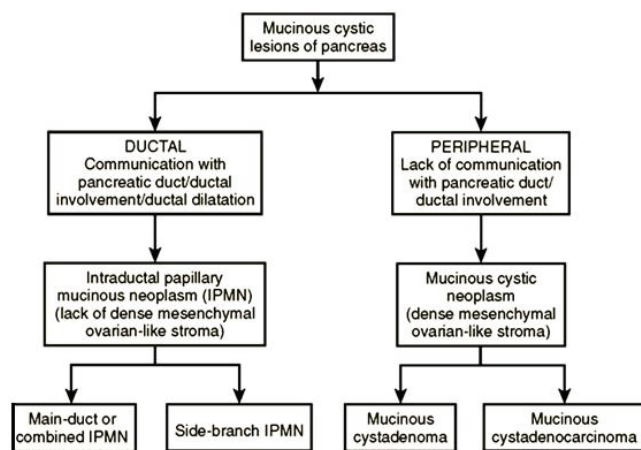 Mucinous cystic
lesions of pancreas
DUCTAL
Communication with
pancreatic duct/ductal
involvement/ductal dilatation
PERIPHERAL
Lack of communication
with pancreatic duct/
ductal involvement
Intraductal papillary
mucinous neoplasm (IPMN)
(lack of dense mesenchymal
ovarian-like stroma)
Mucinous cystic
neoplasm
(dense mesenchymal
ovarian-like stroma)
Main-duct or
combined IPMN
Side-branch IPMN
Mucinous
cystadenoma
Mucinous
cystadenocarcinoma